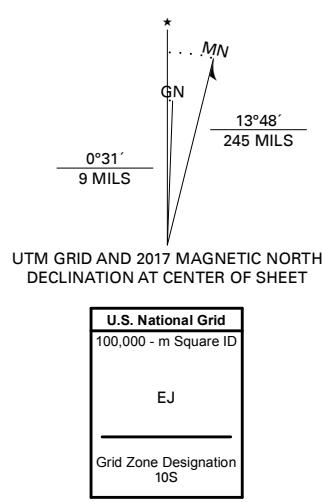 ★
MN
GN
13°48´
245 MILS
0°31´
9 MILS
UTM GRID AND 2017 MAGNETIC NORTH
DECLINATION AT CENTER OF SHEET
U.S. National Grid
100,000 - m Square ID
EJ
Grid Zone Designation
10S